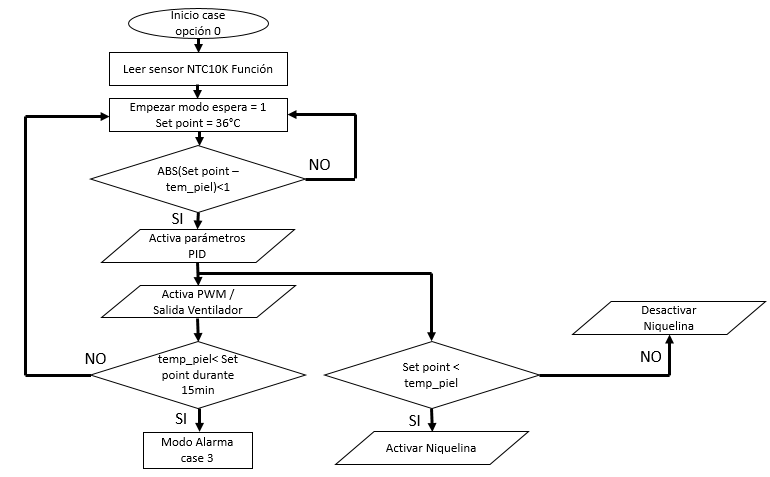 Inicio case
opción 0
Leer sensor NTC10K Función
Empezar modo espera = 1
Set point = 36°C
ABS(Set point –
tem_piel)<1
NO
SI
Activa parámetros
PID
Activa PWM /
Salida Ventilador
temp_piel< Set
point durante
15min
NO
SI
Modo Alarma
case 3
Set point <
temp_piel
NO
SI
Desactivar
Niquelina
Activar Niquelina